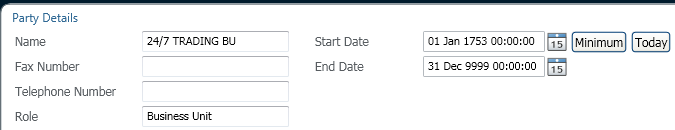 Party Details
Name 24/7 TRADING BU Start Date 01 Jan 1753 00:00:00 15 Minimum Today
Fax Number End Date 31 Dec 9999 00:00:00 15
Telephone Number
Role Business Unit